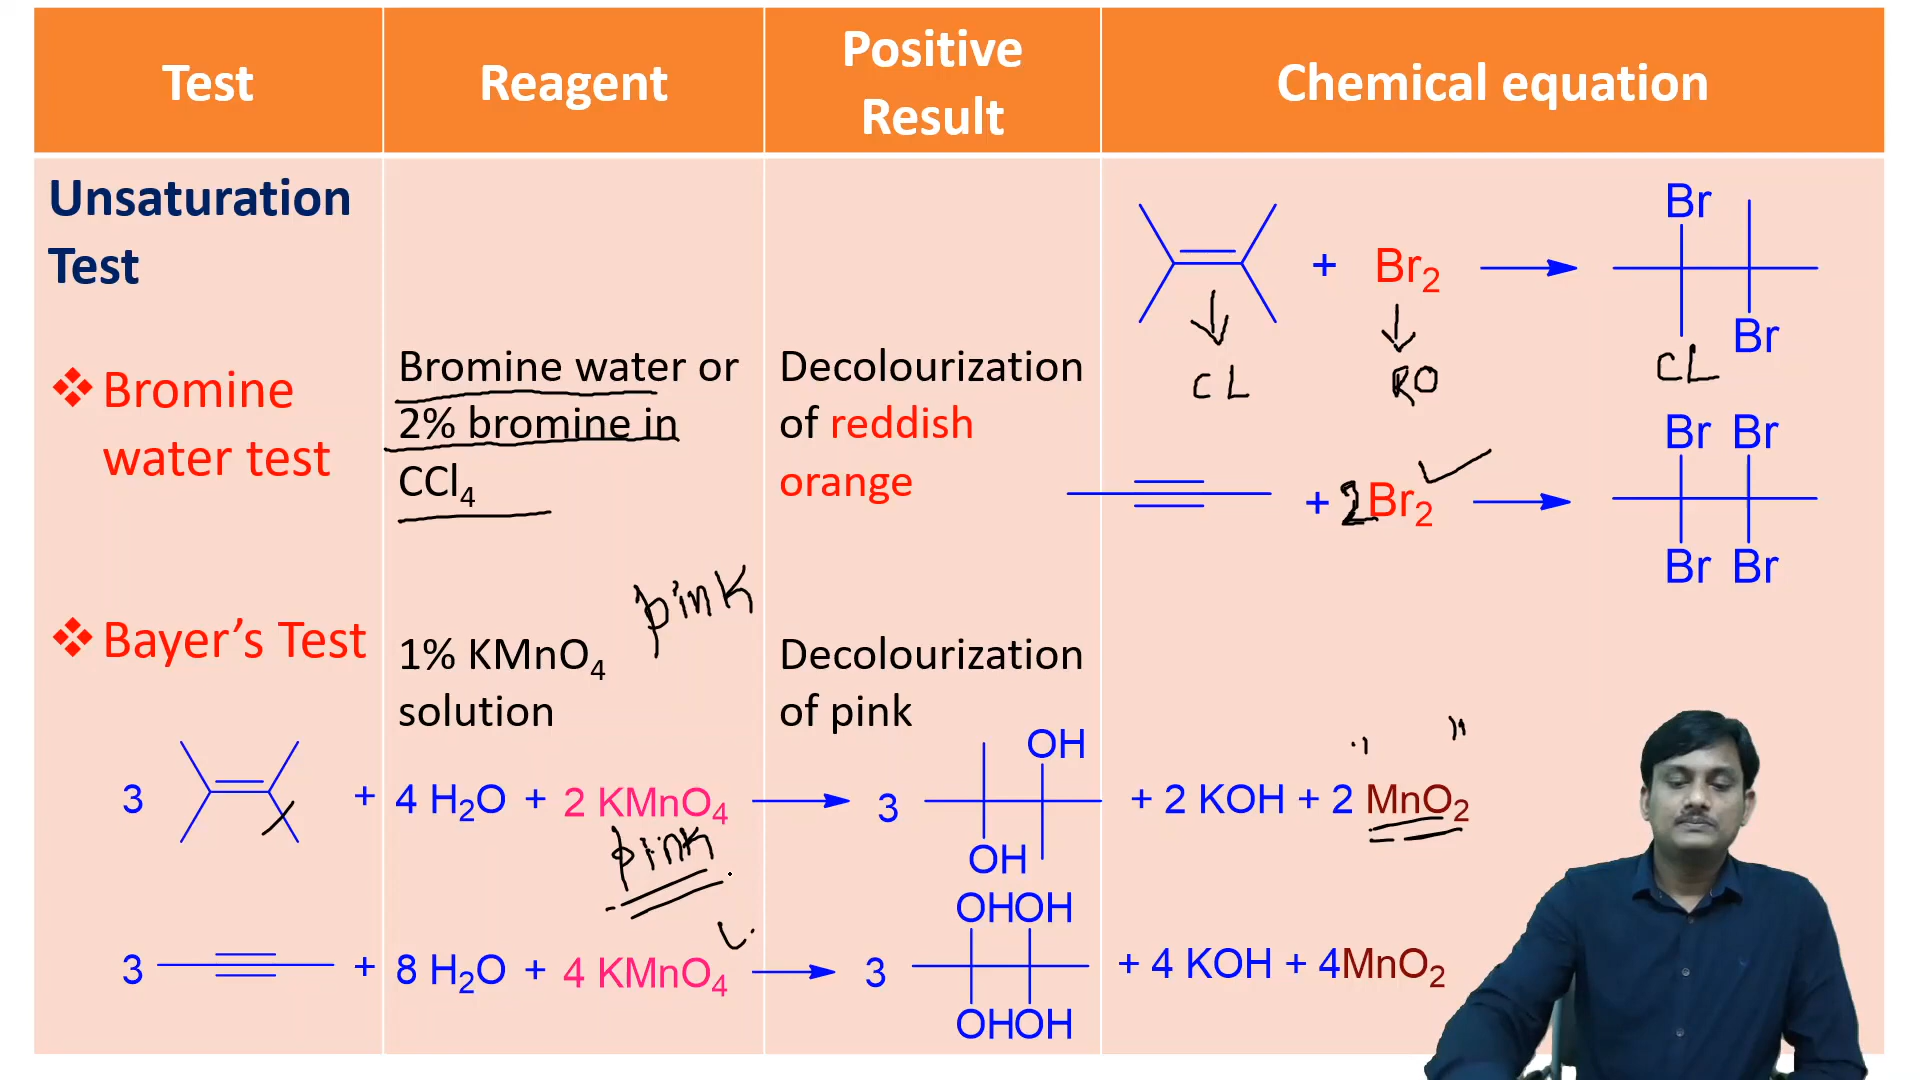 Test
Reagent
Positive
Result
Chemical equation
Unsaturation
Test
❖ Bromine
water test
Bromine water or
2% bromine in
CCl4
Decolourization
of reddish
orange
+ Br2
Br
Br
CL
RO
CL
+ 2Br2
Br Br
Br Br
❖ Bayer's Test
1% KMnO4
solution
pink
Decolourization
of pink
3 + 4 H2O + 2 KMnO4 3 + 2 KOH + 2 MnO2
OH
OH
pink
3 + 8 H2O + 4 KMnO4 3 + 4 KOH + 4MnO2
OHOH
OHOH